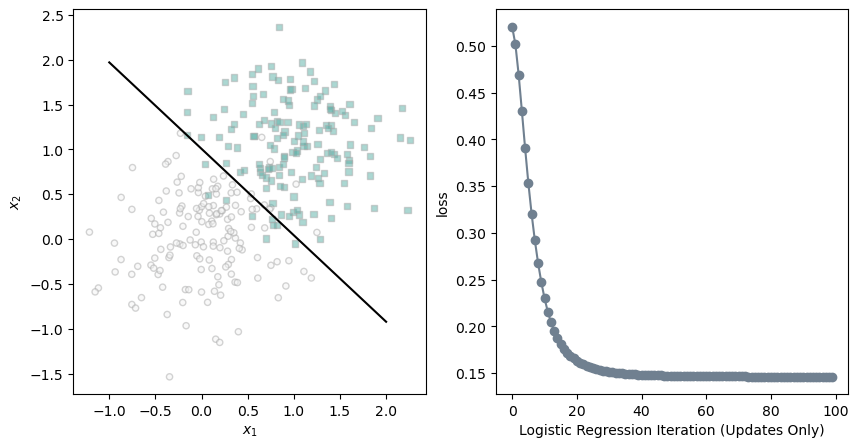 2.5
2.0
1.5
1.0
0.5
0.0
−0.5
−1.0
−1.5
x₂
−1.0 −0.5 0.0 0.5 1.0 1.5 2.0
x₁
0.50
0.45
0.40
0.35
0.30
0.25
0.20
0.15
loss
0 20 40 60 80 100
Logistic Regression Iteration (Updates Only)